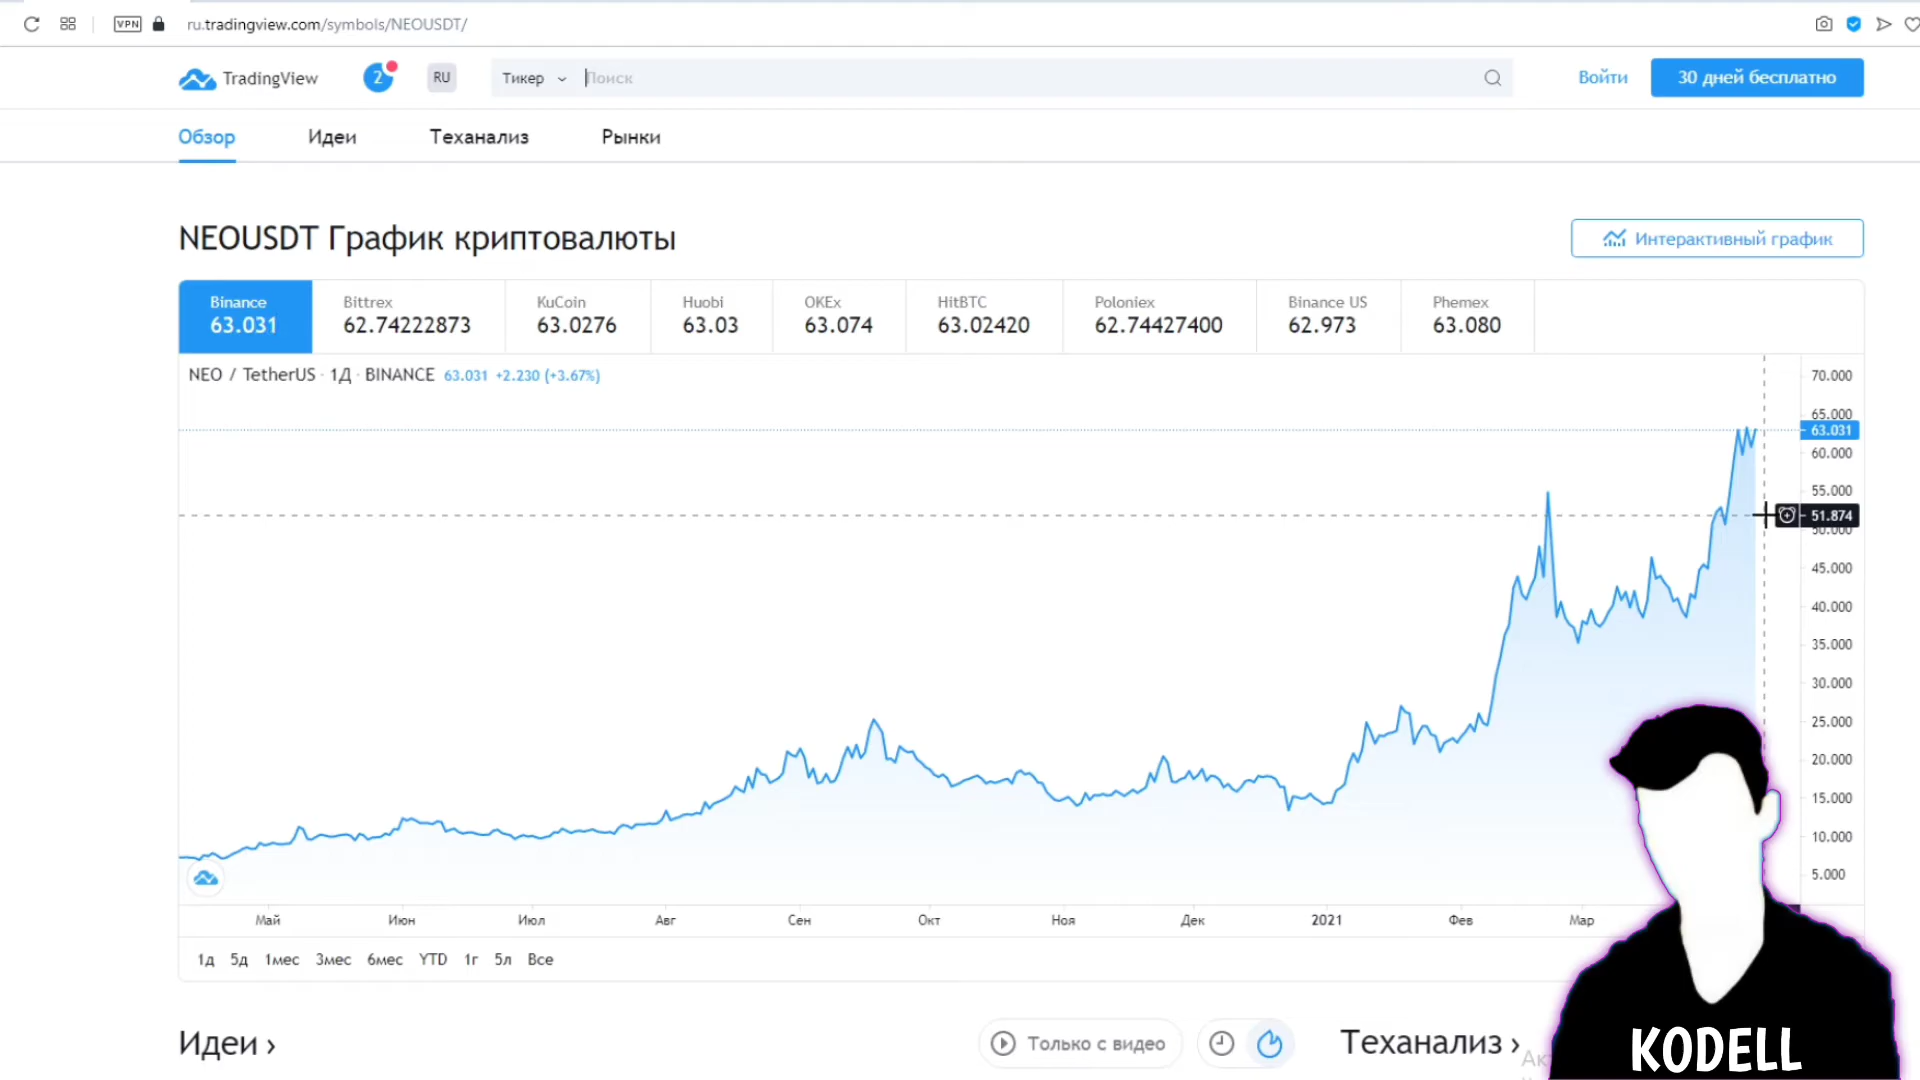 VPN ru.tradingview.com/symbols/NEOUSDT/
TradingView 2 RU Тикер Поиск Войти 30 дней бесплатно
Обзор Идеи Теханализ Рынки
NEOUSDT График криптовалюты Интерактивный график
Binance Bittrex KuCoin Huobi OKEx HitBTC Poloniex Binance US Phemex
63.031 62.74222873 63.0276 63.03 63.074 63.02420 62.74427400 62.973 63.080
NEO / TetherUS · 1Д · BINANCE 63.031 +2.230 (+3.67%)
70.000
65.000
63.031
60.000
55.000
51.874
50.000
45.000
40.000
35.000
30.000
25.000
20.000
15.000
10.000
5.000
Май Июн Июл Авг Сен Окт Ноя Дек 2021 Фев Мар
1д 5д 1мес 3мес 6мес YTD 1г 5л Все
Идеи › Только с видео Теханализ ›
KODELL